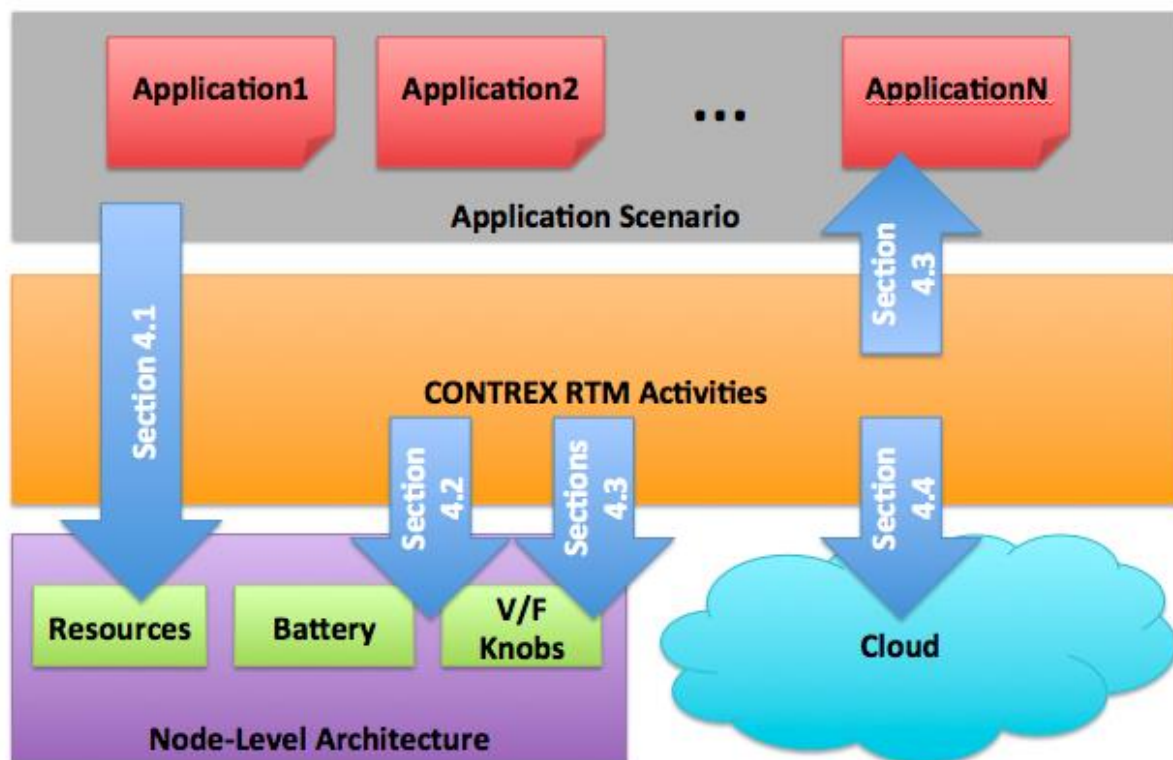 Application1
Application2
...
ApplicationN
Application Scenario
Section 4.1
Section
4.3
CONTREX RTM Activities
Section
4.2
Sections
4.3
Section
4.4
Resources
Battery
V/F
Knobs
Cloud
Node-Level Architecture